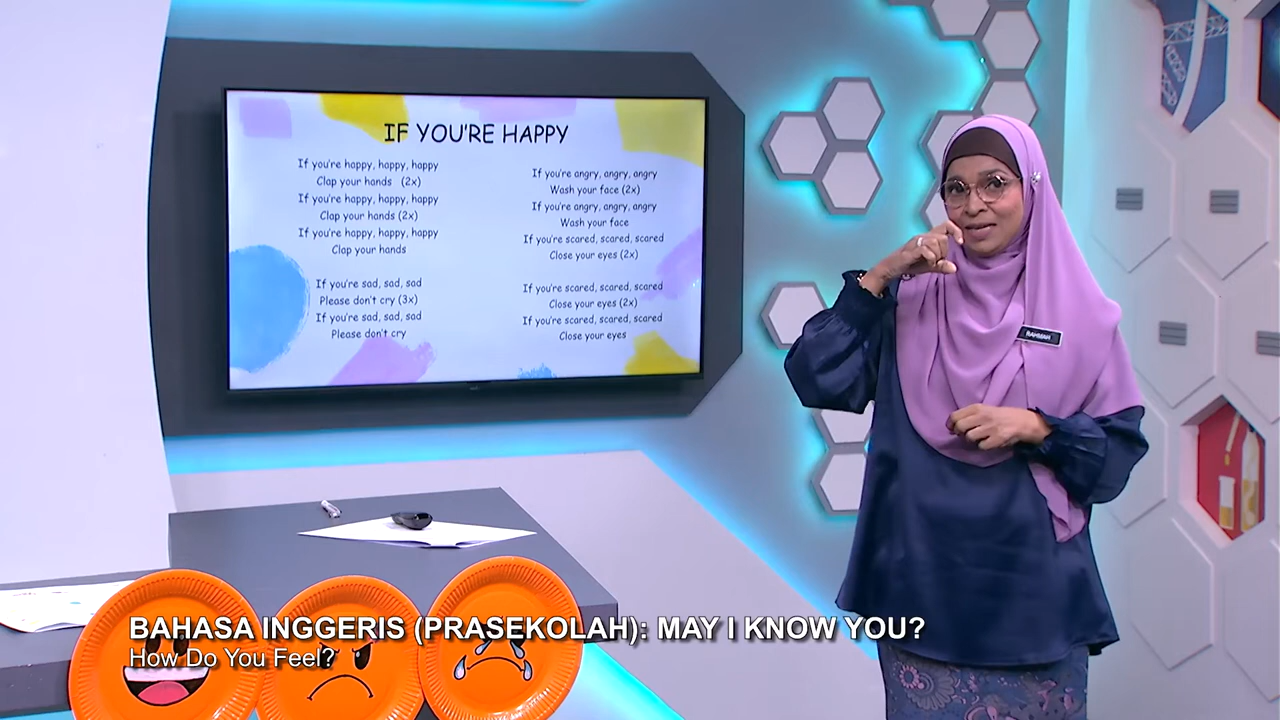 IF YOU'RE HAPPY
If you're happy, happy, happy
Clap your hands (2x)
If you're happy, happy, happy
Clap your hands (2x)
If you're happy, happy, happy
Clap your hands
If you're sad, sad, sad
Please don't cry (3x)
If you're sad, sad, sad
Please don't cry
If you're angry, angry, angry
Wash your face (2x)
If you're angry, angry, angry
Wash your face
If you're scared, scared, scared
Close your eyes (2x)
If you're scared, scared, scared
Close your eyes (2x)
If you're scared, scared, scared
Close your eyes
RAHMAH
BAHASA INGGERIS (PRASEKOLAH): MAY I KNOW YOU?
How Do You Feel?